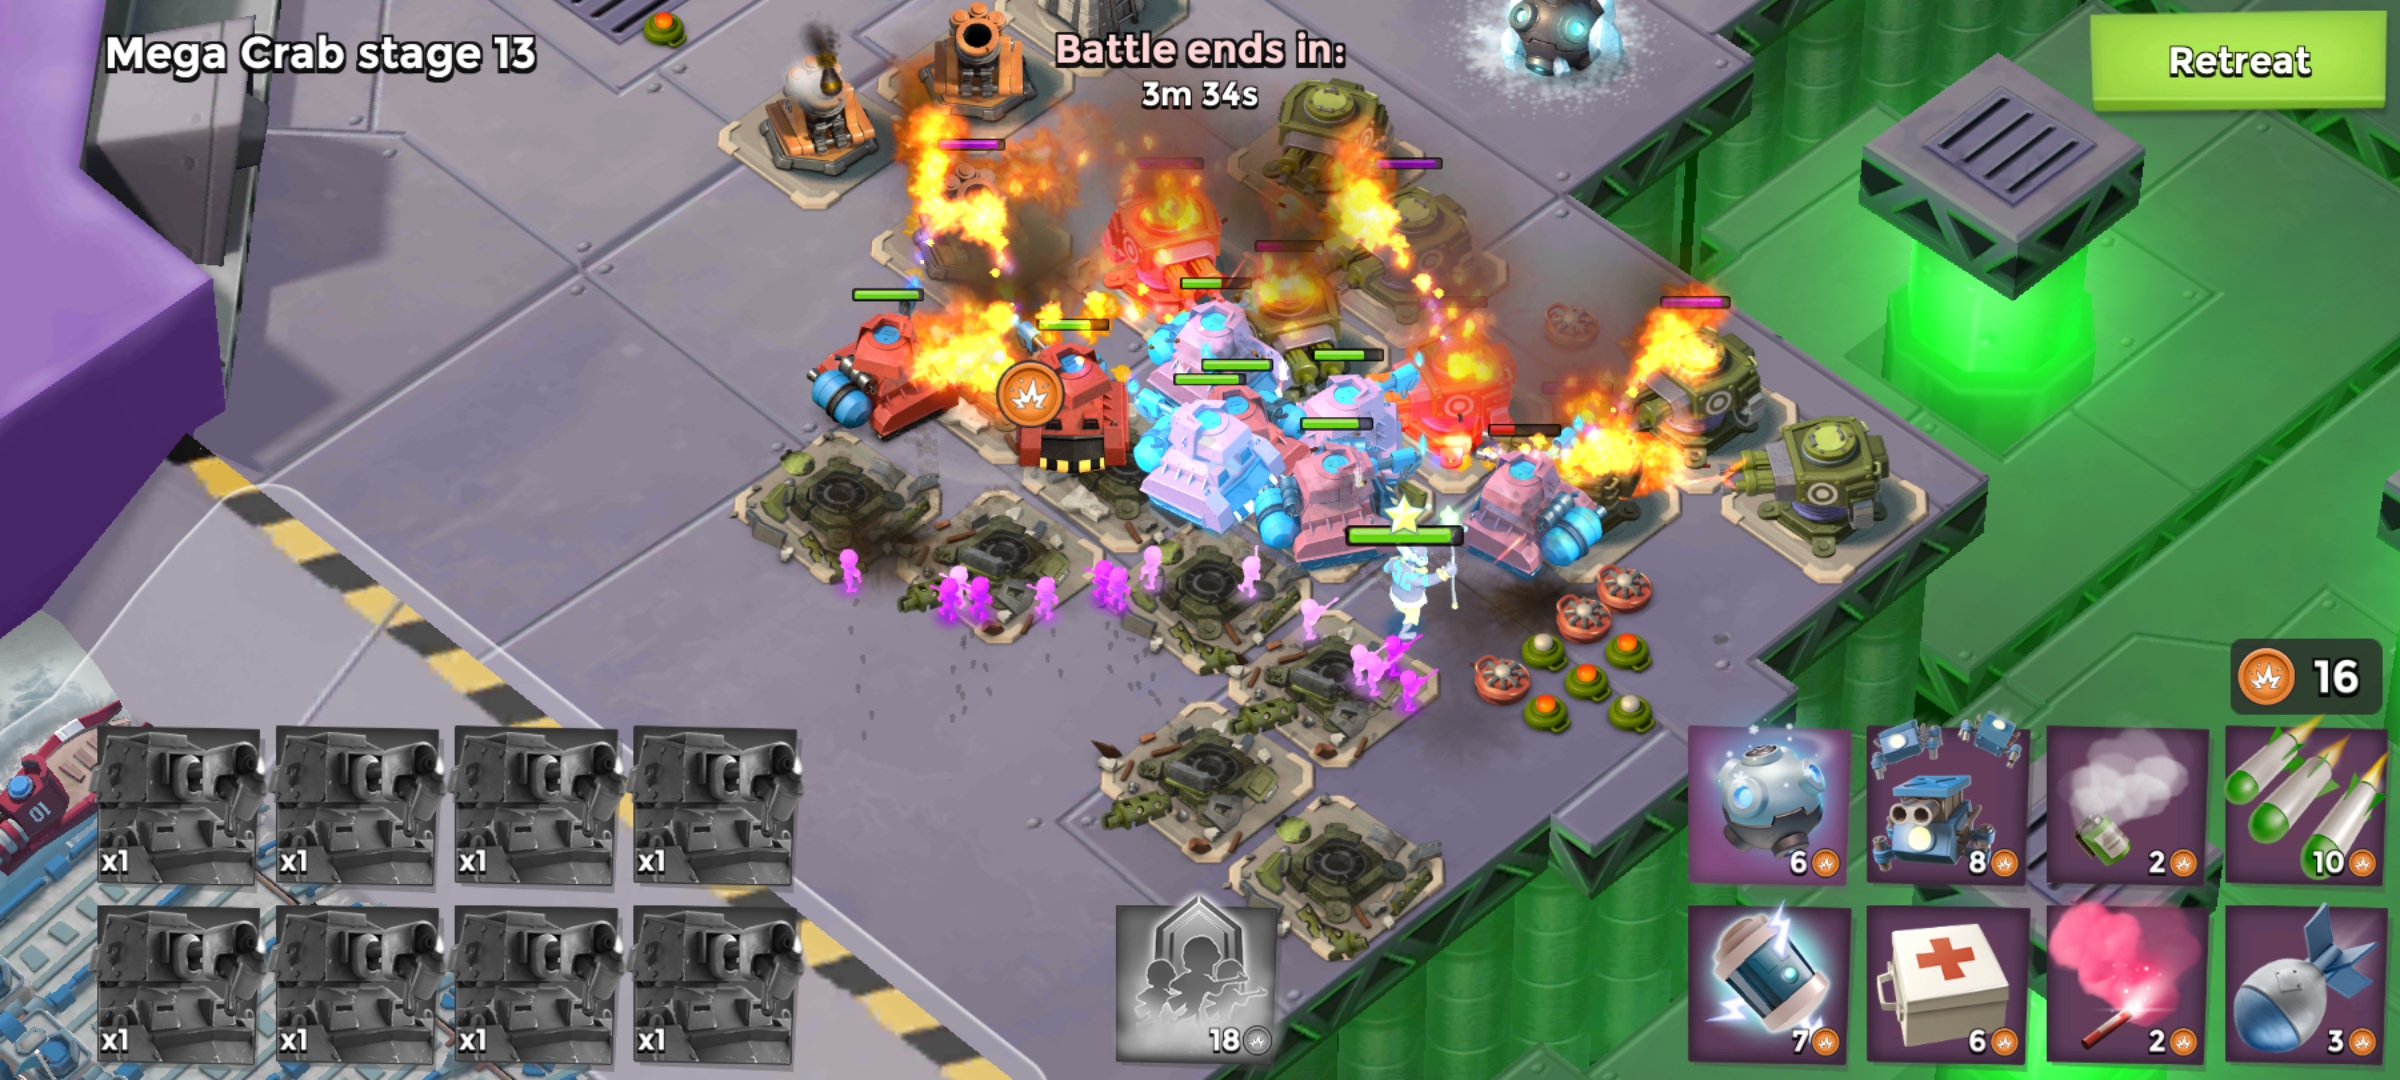 Mega Crab stage 13
Battle ends in:
3m 34s
Retreat
16
6
8
2
10
7
6
2
3
x1
x1
x1
x1
x1
x1
x1
x1
18
01